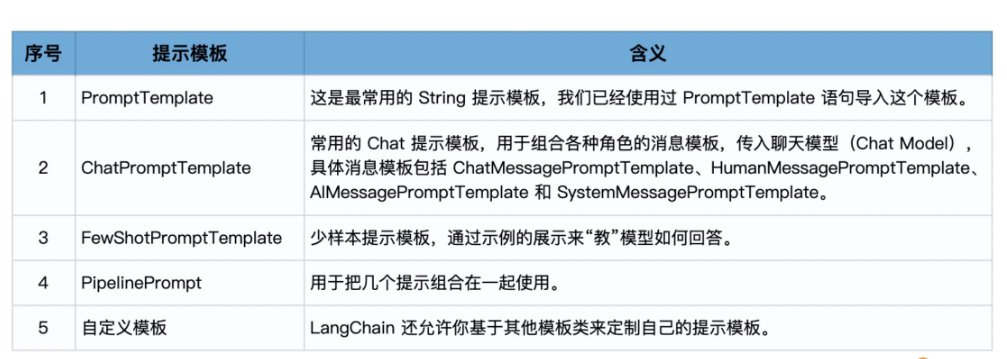 序号 提示模板 含义
1 PromptTemplate 这是最常用的 String 提示模板，我们已经使用过 PromptTemplate 语句导入这个模板。
常用的 Chat 提示模板，用于组合各种角色的消息模板，传入聊天模型（Chat Model），
2 ChatPromptTemplate 具体消息模板包括 ChatMessagePromptTemplate、HumanMessagePromptTemplate、
AIMessagePromptTemplate 和 SystemMessagePromptTemplate。
3 FewShotPromptTemplate 少样本提示模板，通过示例的展示来“教”模型如何回答。
4 PipelinePrompt 用于把几个提示组合在一起使用。
5 自定义模板 LangChain 还允许你基于其他模板类来定制自己的提示模板。